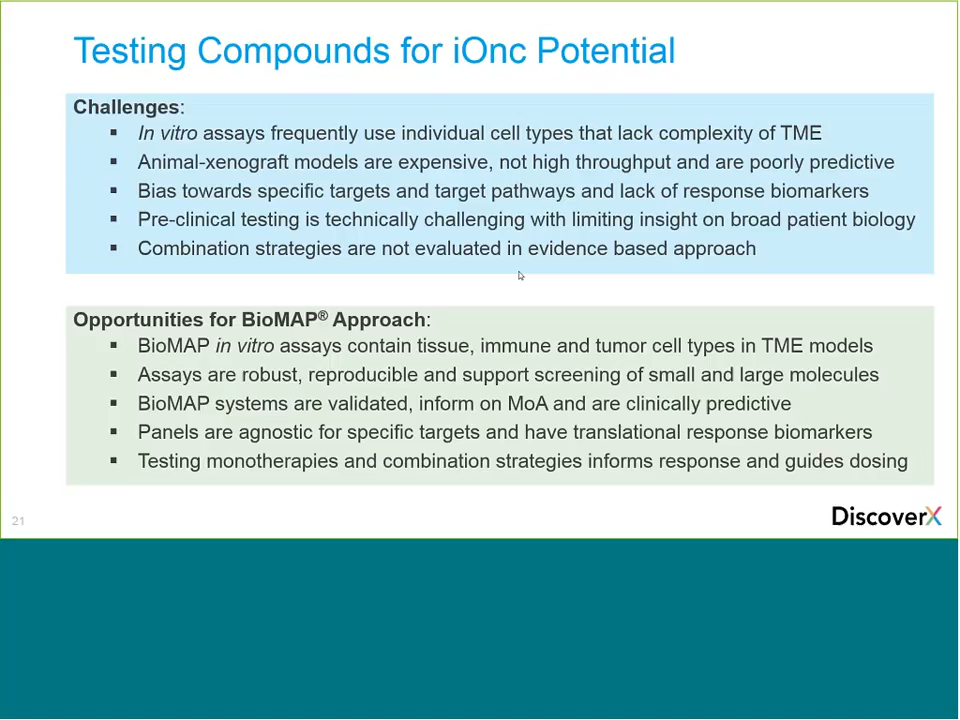 Testing Compounds for iOnc Potential
Challenges:
▪ In vitro assays frequently use individual cell types that lack complexity of TME
▪ Animal-xenograft models are expensive, not high throughput and are poorly predictive
▪ Bias towards specific targets and target pathways and lack of response biomarkers
▪ Pre-clinical testing is technically challenging with limiting insight on broad patient biology
▪ Combination strategies are not evaluated in evidence based approach
Opportunities for BioMAP® Approach:
▪ BioMAP in vitro assays contain tissue, immune and tumor cell types in TME models
▪ Assays are robust, reproducible and support screening of small and large molecules
▪ BioMAP systems are validated, inform on MoA and are clinically predictive
▪ Panels are agnostic for specific targets and have translational response biomarkers
▪ Testing monotherapies and combination strategies informs response and guides dosing
21
DiscoverX